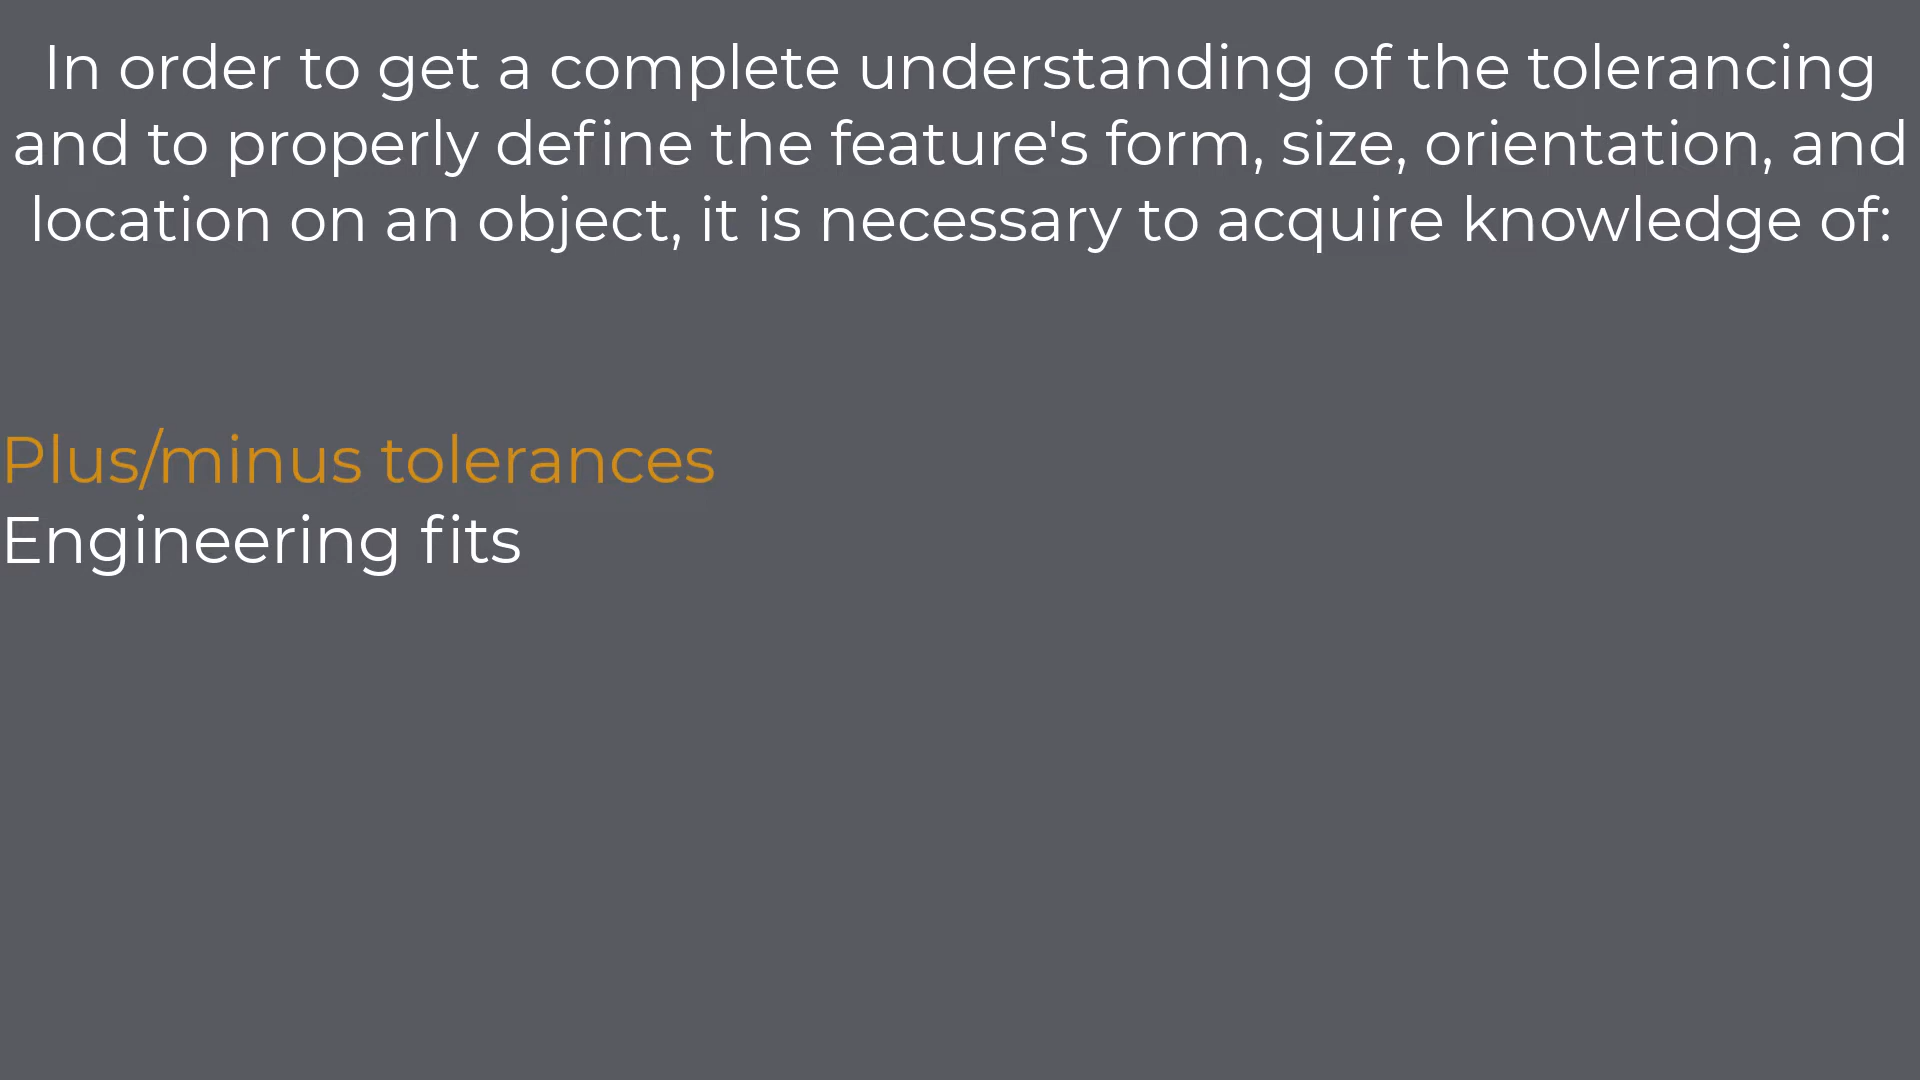 In order to get a complete understanding of the tolerancing
and to properly define the feature's form, size, orientation, and
location on an object, it is necessary to acquire knowledge of:
Plus/minus tolerances
Engineering fits